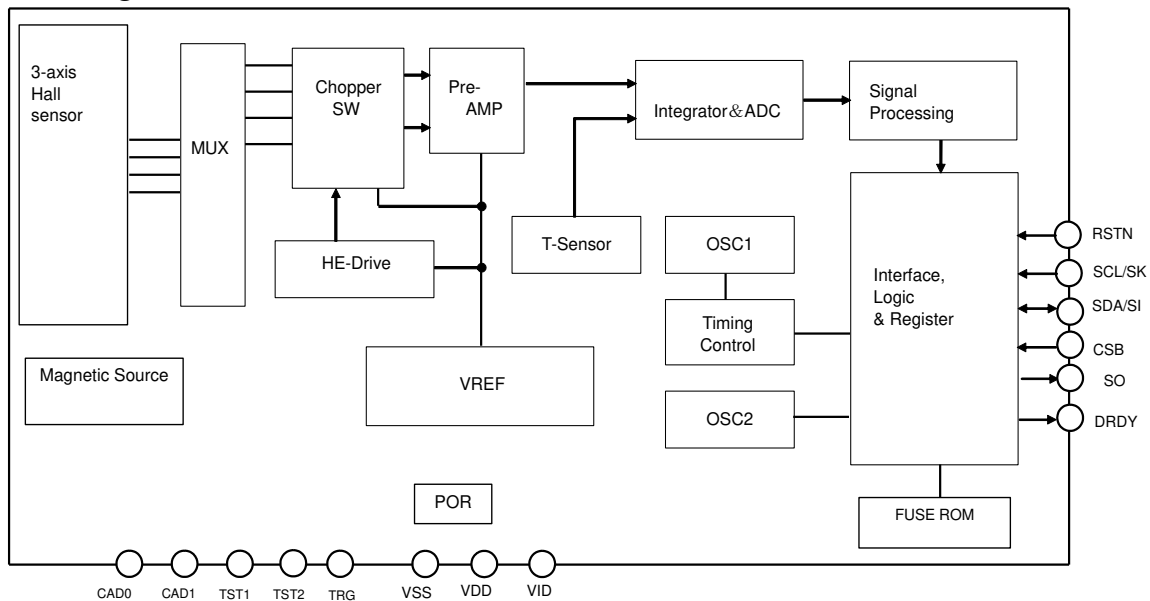 3-axis
Hall
sensor
MUX
Chopper
SW
Pre-
AMP
Integrator&ADC
Signal
Processing
HE-Drive
T-Sensor
OSC1
Timing
Control
Interface,
Logic
& Register
RSTN
SCL/SK
SDA/SI
CSB
SO
DRDY
Magnetic Source
VREF
OSC2
POR
FUSE ROM
CAD0
CAD1
TST1
TST2
TRG
VSS
VDD
VID